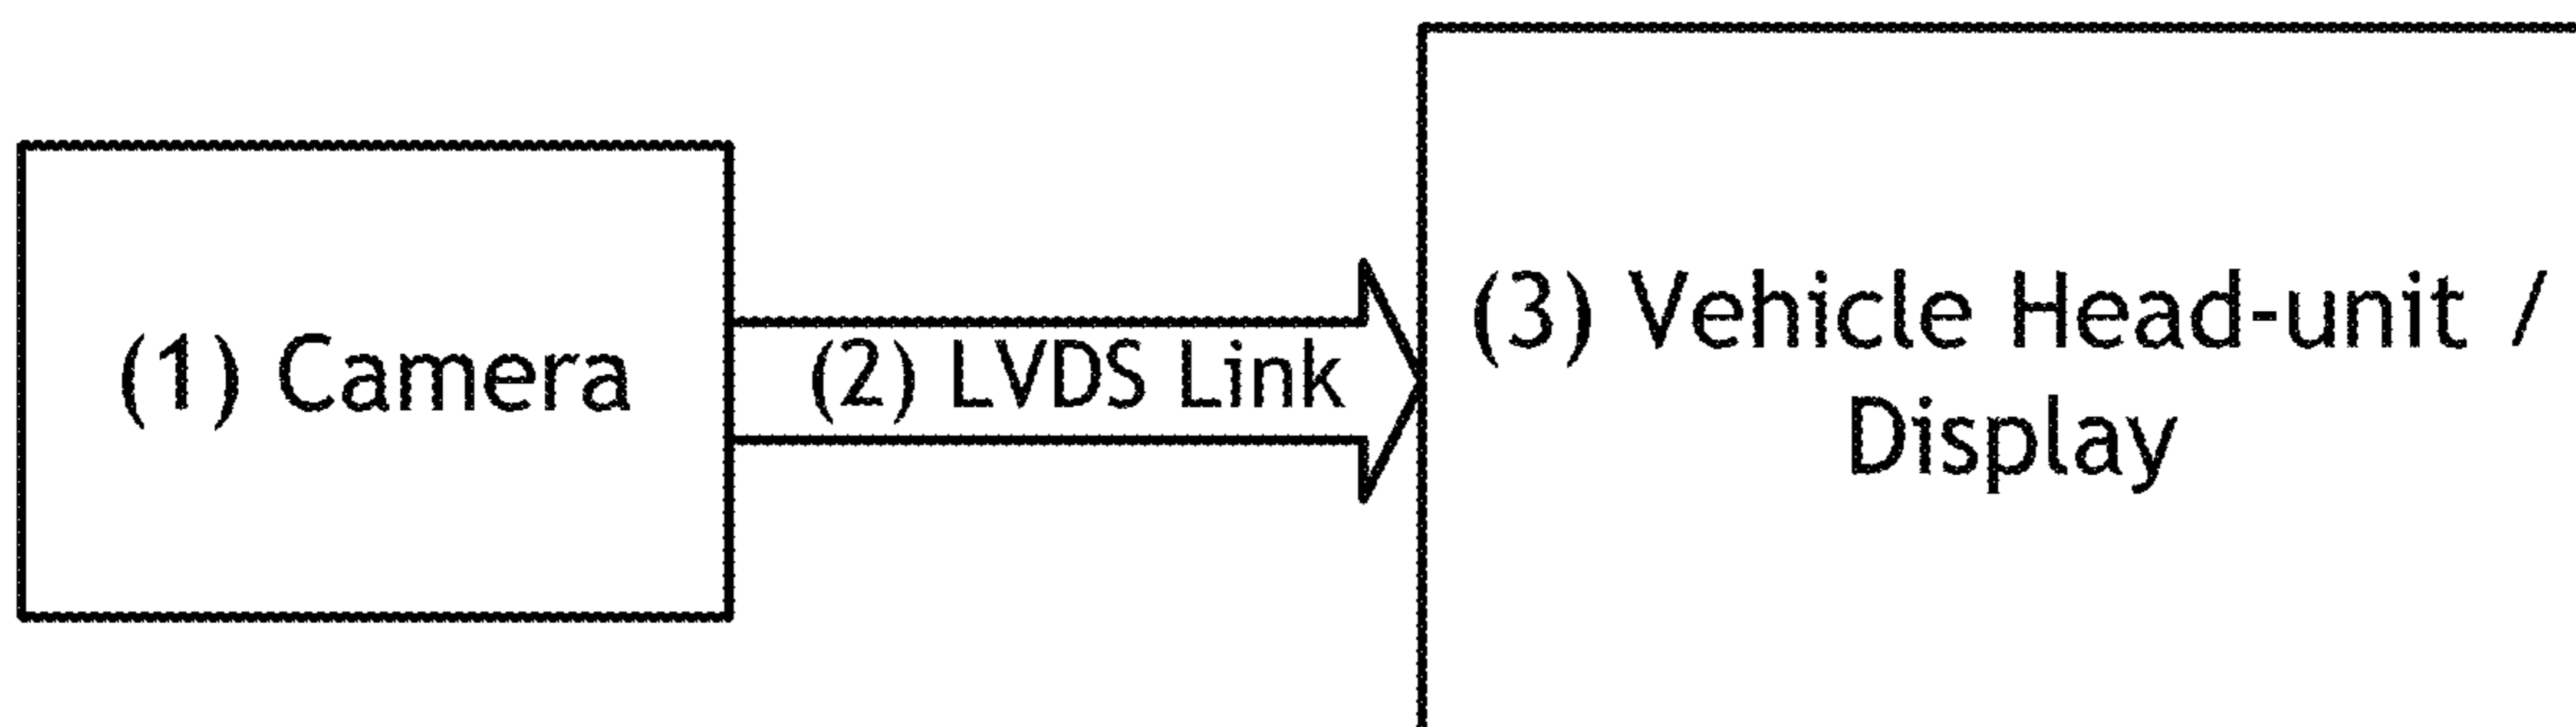 (1) Camera
(2) LVDS Link
(3) Vehicle Head-unit /
Display